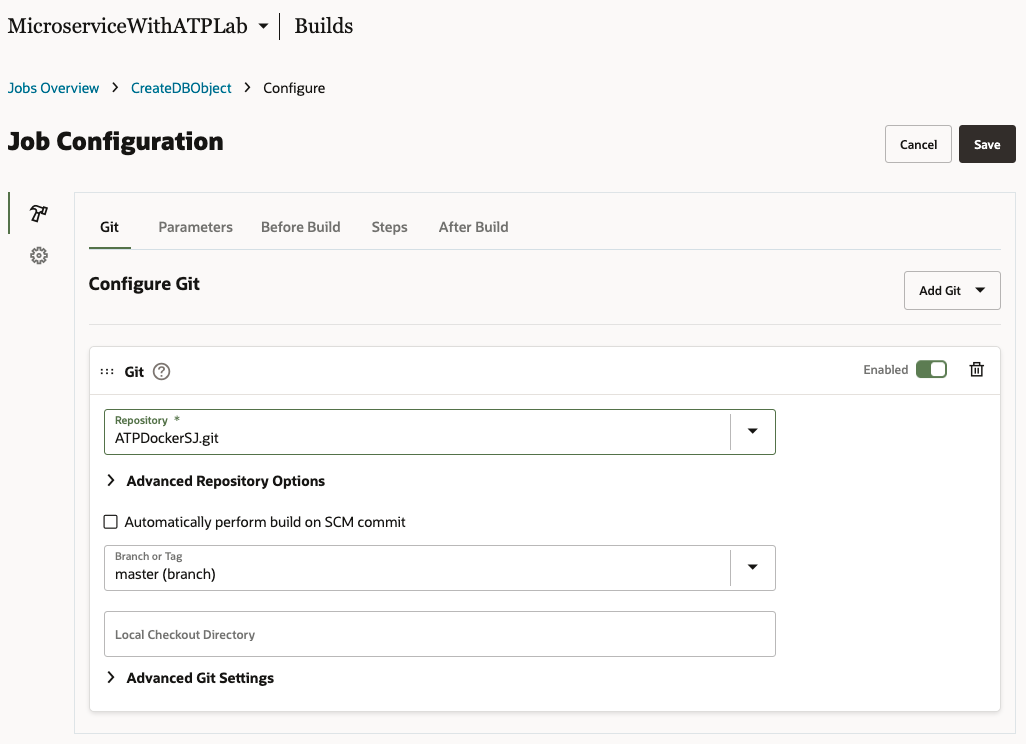 MicroserviceWithATPLab Builds
Jobs Overview > CreateDBObject > Configure
Job Configuration
Cancel Save
Git Parameters Before Build Steps After Build
Configure Git
Add Git
Git ?
Enabled
Repository *
ATPDockerSJ.git
Advanced Repository Options
Automatically perform build on SCM commit
Branch or Tag
master (branch)
Local Checkout Directory
Advanced Git Settings